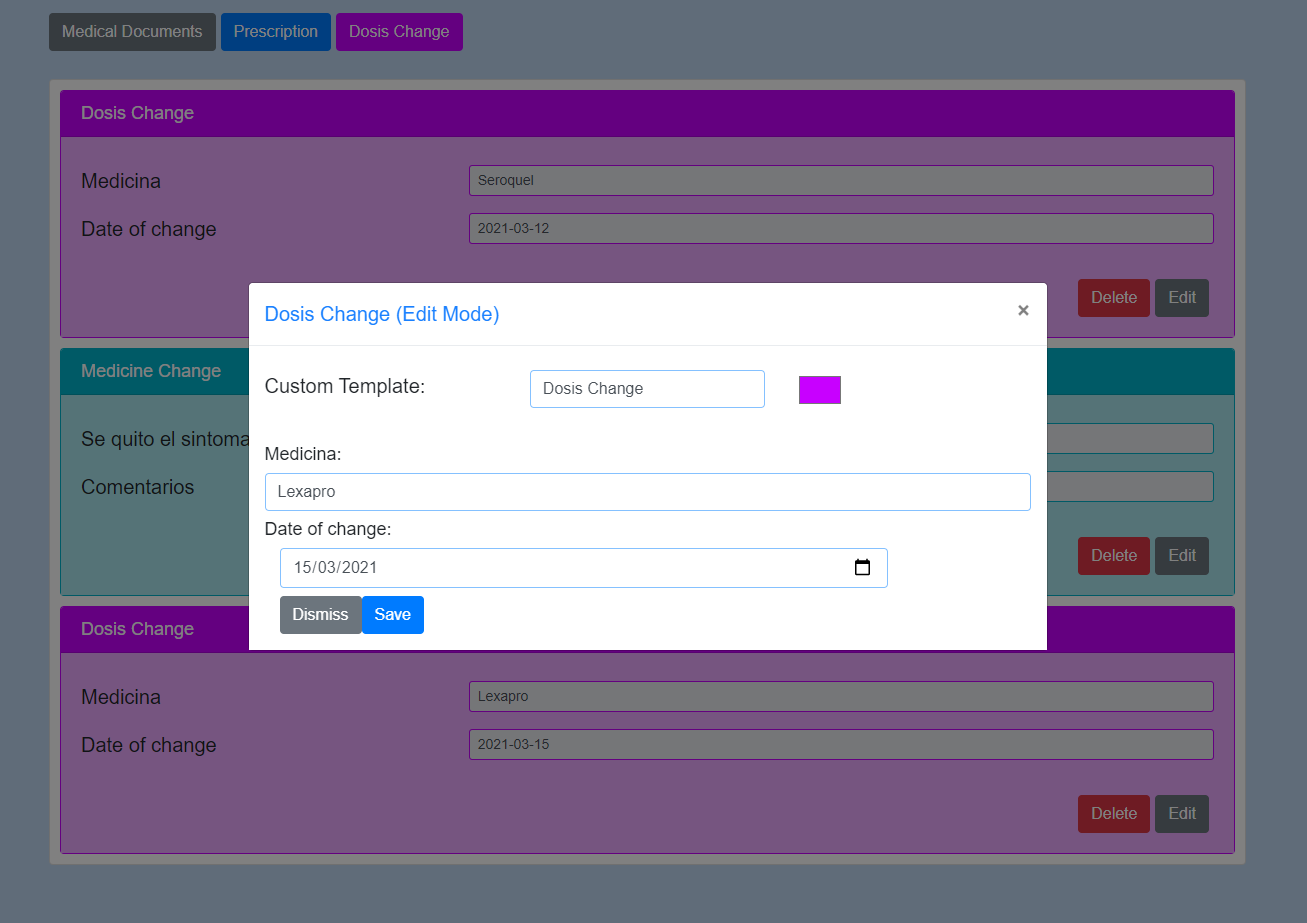 Medical Documents Prescription Dosis Change
Dosis Change
Medicina Seroquel
Date of change 2021-03-12
Delete Edit
Dosis Change (Edit Mode) ×
Custom Template: Dosis Change
Medicina:
Lexapro
Date of change:
15/03/2021
Dismiss Save
Medicine Change
Se quito el sintoma
Comentarios
Delete Edit
Dosis Change
Medicina Lexapro
Date of change 2021-03-15
Delete Edit